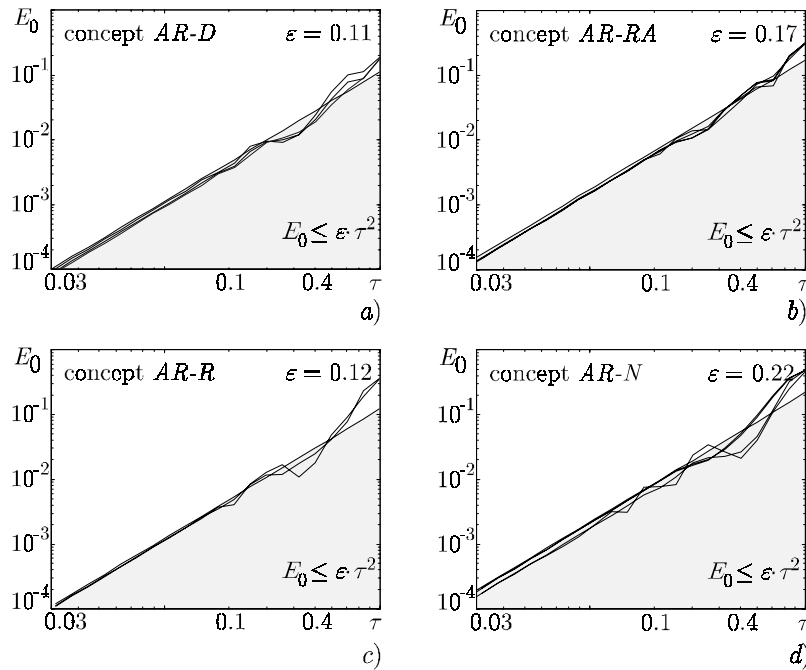 E₀ concept AR-D ε = 0.11
10⁻¹
10⁻²
10⁻³
E₀ ≤ ε·τ²
10⁻⁴
0.03 0.1 0.4 τ
a)
E₀ concept AR-RA ε = 0.17
10⁻¹
10⁻²
10⁻³
E₀ ≤ ε·τ²
10⁻⁴
0.03 0.1 0.4 τ
b)
E₀ concept AR-R ε = 0.12
10⁻¹
10⁻²
10⁻³
E₀ ≤ ε·τ²
10⁻⁴
0.03 0.1 0.4 τ
c)
E₀ concept AR-N ε = 0.22
10⁻¹
10⁻²
10⁻³
E₀ ≤ ε·τ²
10⁻⁴
0.03 0.1 0.4 τ
d)